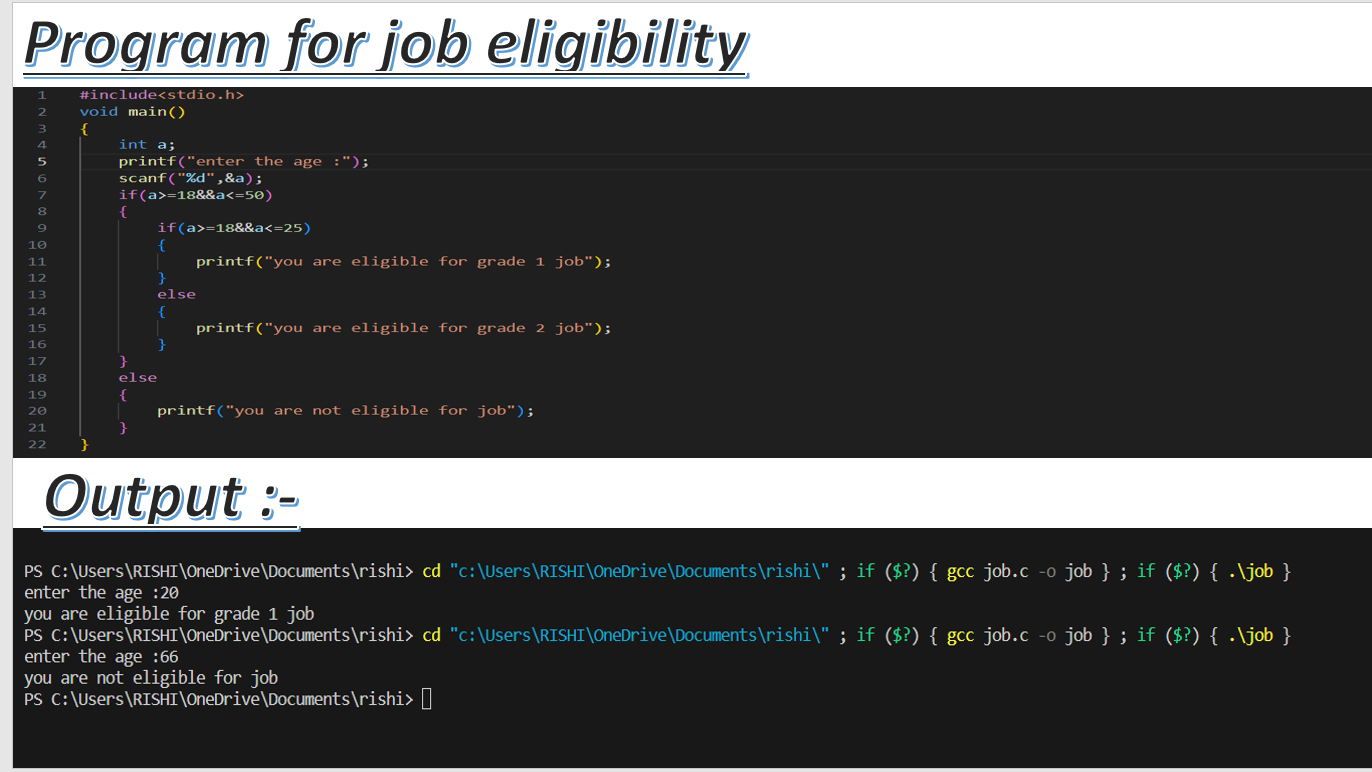 Program for job eligibility
1 #include<stdio.h>
2 void main()
3 {
4 int a;
5 printf("enter the age :");
6 scanf("%d",&a);
7 if(a>=18&&a<=50)
8 {
9 if(a>=18&&a<=25)
10 {
11 printf("you are eligible for grade 1 job");
12 }
13 else
14 {
15 printf("you are eligible for grade 2 job");
16 }
17 }
18 else
19 {
20 printf("you are not eligible for job");
21 }
22 }
Output :-
PS C:\Users\RISHI\OneDrive\Documents\rishi> cd "c:\Users\RISHI\OneDrive\Documents\rishi\" ; if ($?) { gcc job.c -o job } ; if ($?) { .\job }
enter the age :20
you are eligible for grade 1 job
PS C:\Users\RISHI\OneDrive\Documents\rishi> cd "c:\Users\RISHI\OneDrive\Documents\rishi\" ; if ($?) { gcc job.c -o job } ; if ($?) { .\job }
enter the age :66
you are not eligible for job
PS C:\Users\RISHI\OneDrive\Documents\rishi>